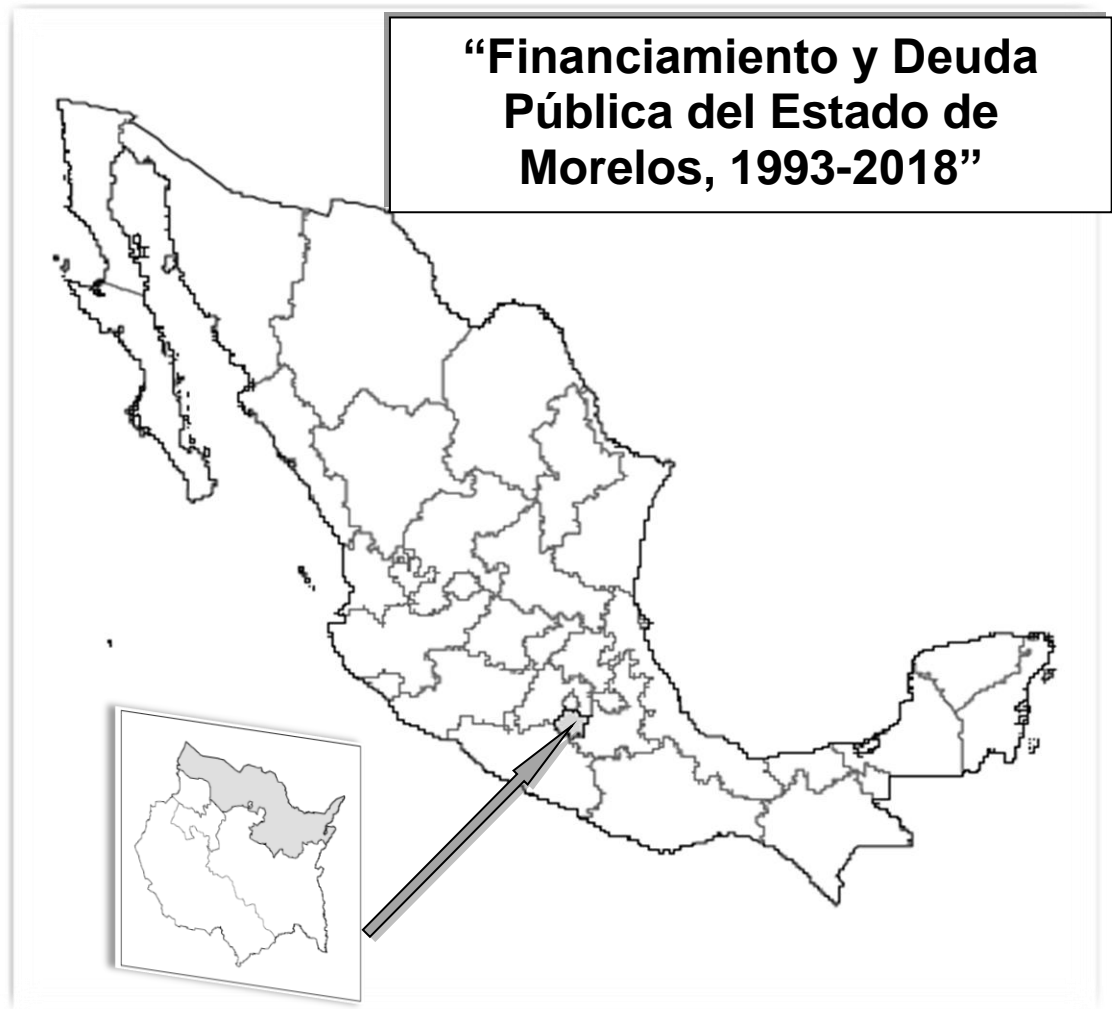 “Financiamiento y Deuda
Pública del Estado de
Morelos, 1993-2018”